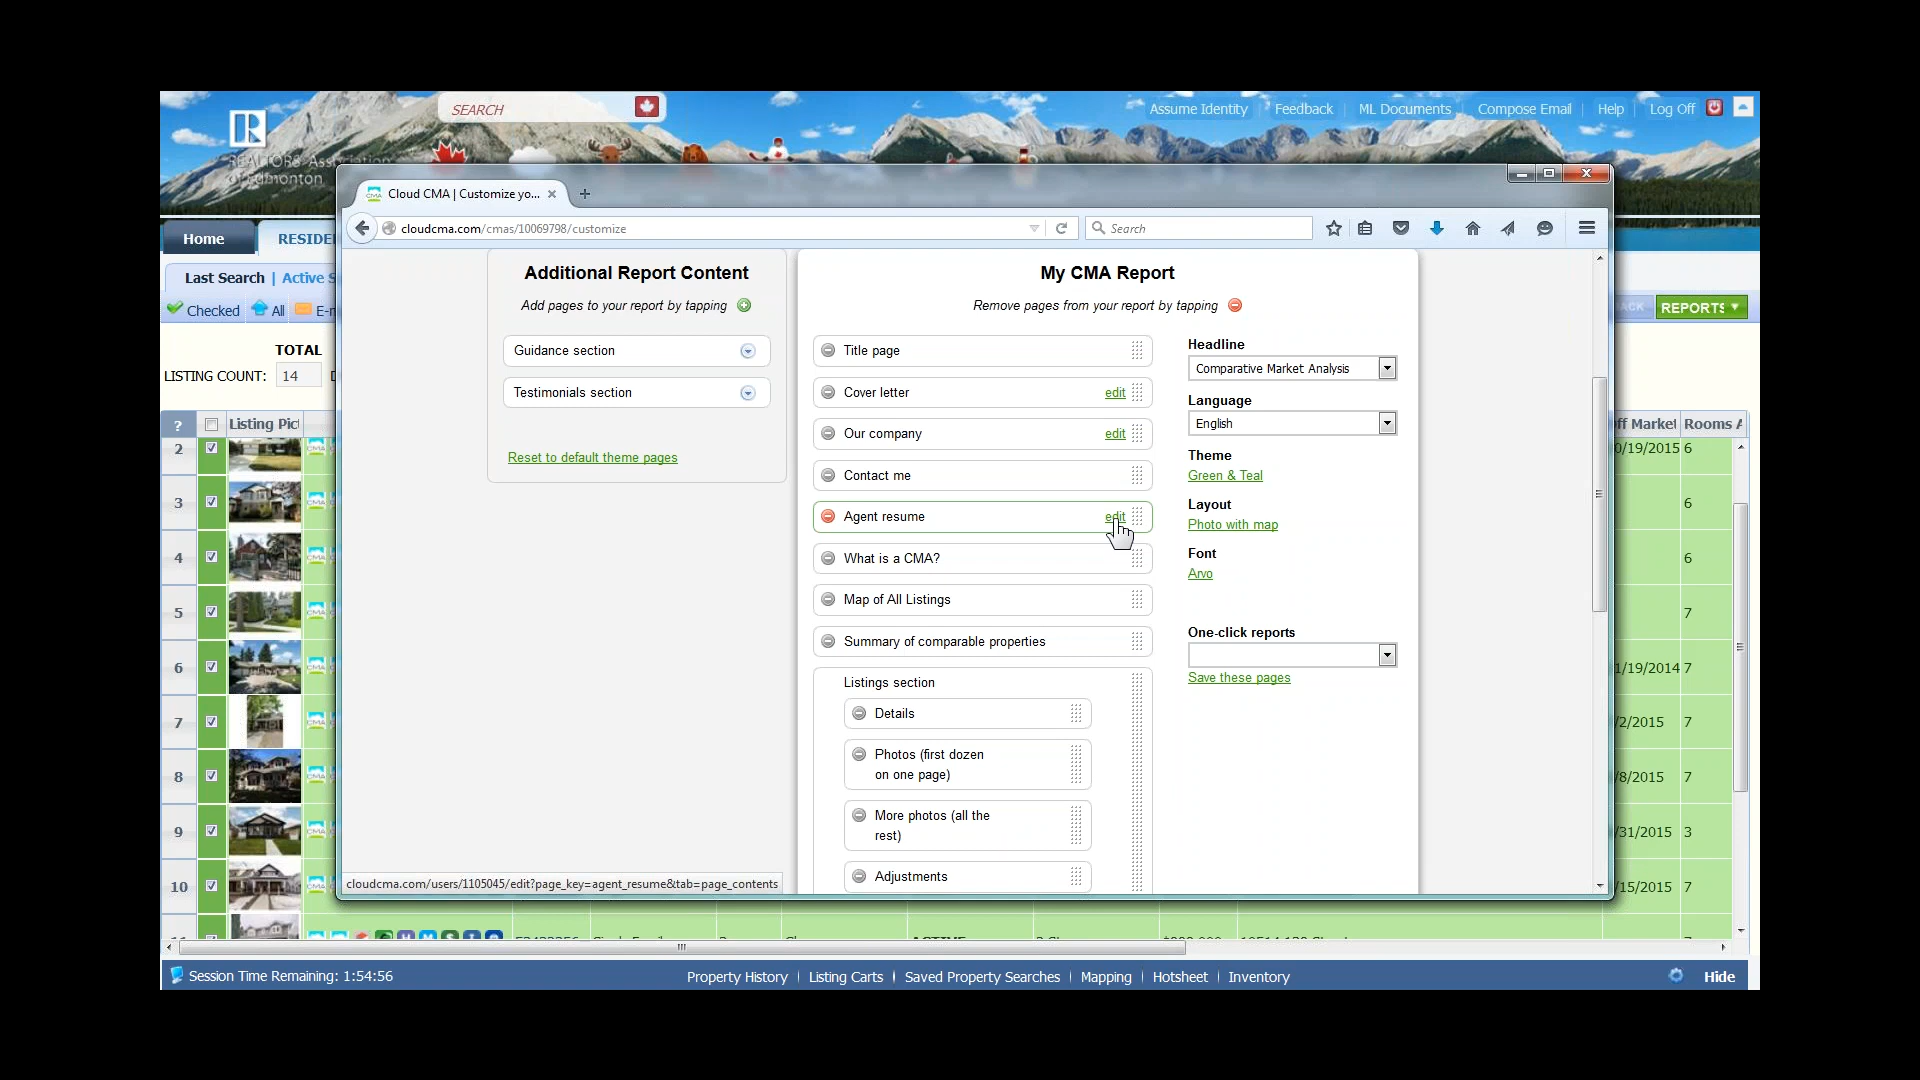 SEARCH
Assume Identity
Feedback
ML Documents
Compose Email
Help
Log Off
R
REALTORS Association
of Edmonton
Cloud CMA | Customize yo...
cloudcma.com/cmas/10069798/customize
Search
Home
RESIDE
Last Search | Active S
Checked
All
E-m
REPORTS
TOTAL
LISTING COUNT: 14
?
Listing Pict
ff Market
Rooms A
2
0/19/2015 6
3
6
4
6
5
7
6
1/19/2014 7
7
/2/2015 7
8
/8/2015 7
9
/31/2015 3
10
/15/2015 7
Additional Report Content
Add pages to your report by tapping
Guidance section
Testimonials section
Reset to default theme pages
My CMA Report
Remove pages from your report by tapping
Title page
Cover letter edit
Our company edit
Contact me
Agent resume edit
What is a CMA?
Map of All Listings
Summary of comparable properties
Listings section
Details
Photos (first dozen
on one page)
More photos (all the
rest)
Adjustments
Headline
Comparative Market Analysis
Language
English
Theme
Green & Teal
Layout
Photo with map
Font
Arvo
One-click reports
Save these pages
cloudcma.com/users/1105045/edit?page_key=agent_resume&tab=page_contents
Session Time Remaining: 1:54:56
Property History
Listing Carts
Saved Property Searches
Mapping
Hotsheet
Inventory
Hide